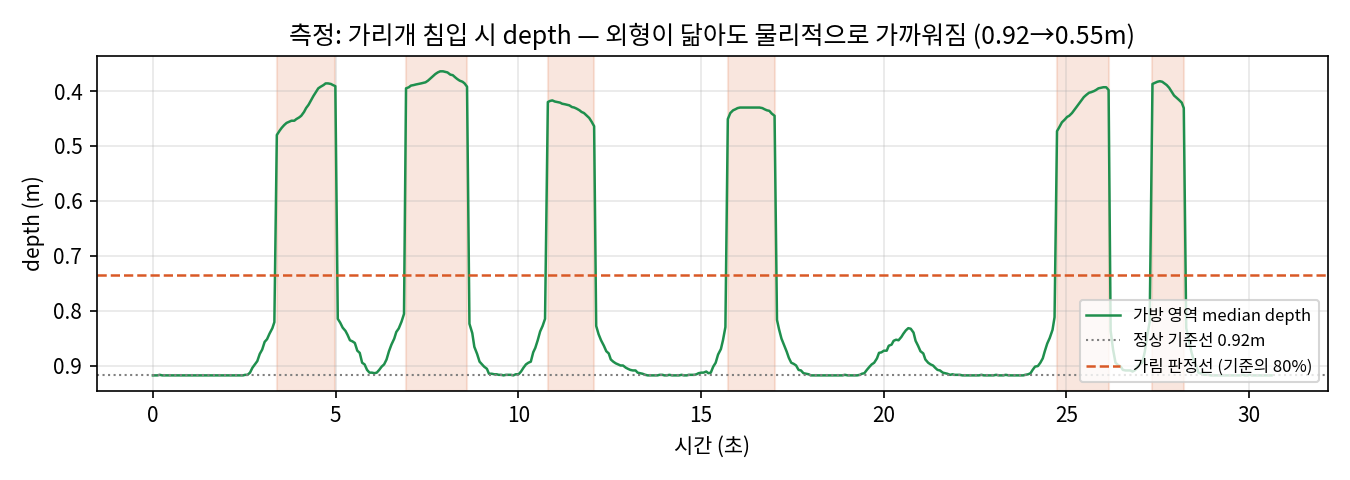 측정: 가리개 침입 시 depth — 외형이 닮아도 물리적으로 가까워짐 (0.92→0.55m)
depth (m)
0.4
0.5
0.6
0.7
0.8
0.9
가방 영역 median depth
정상 기준선 0.92m
가림 판정선 (기준의 80%)
0 5 10 15 20 25 30
시간 (초)